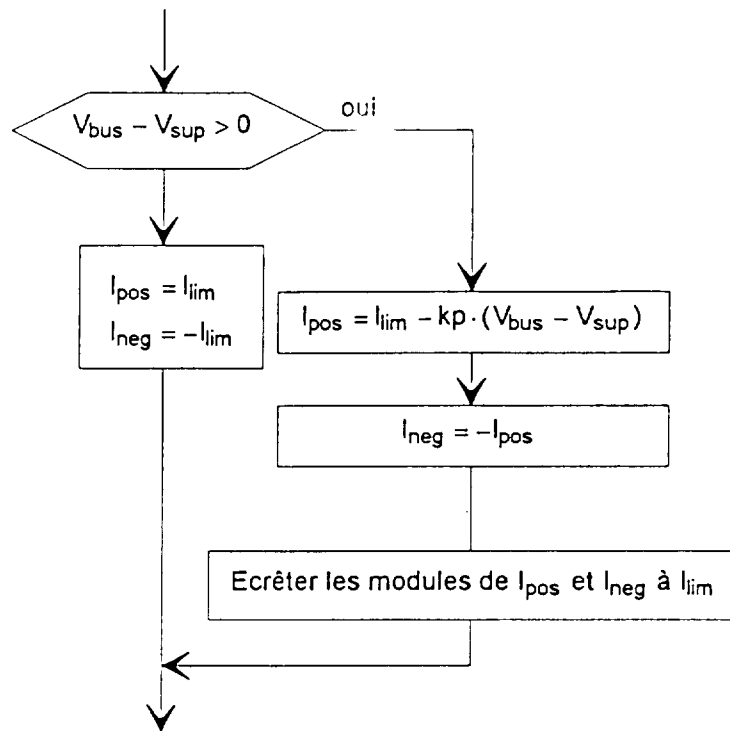 V_bus – V_sup > 0
oui
I_pos = I_lim
I_neg = –I_lim
I_pos = I_lim – kp · (V_bus – V_sup)
I_neg = –I_pos
Ecrêter les modules de I_pos et I_neg à I_lim